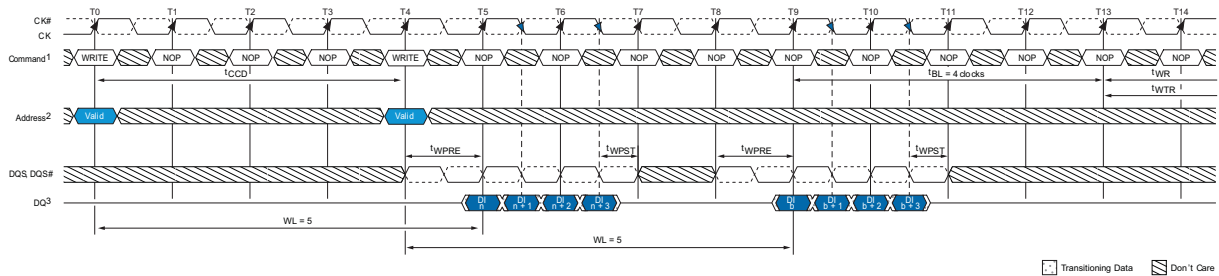 T0 T1 T2 T3 T4 T5 T6 T7 T8 T9 T10 T11 T12 T13 T14
CK#
CK
Command1 WRITE NOP NOP NOP WRITE NOP NOP NOP NOP NOP NOP NOP NOP NOP NOP
tCCD tBL = 4 clocks tWR
tWTR
Address2 Valid Valid
tWPRE tWPST tWPRE tWPST
DQS, DQS#
DQ3 DI n DI n + 1 DI n + 2 DI n + 3 DI b DI b + 1 DI b + 2 DI b + 3
WL = 5
WL = 5
Transitioning Data Don't Care